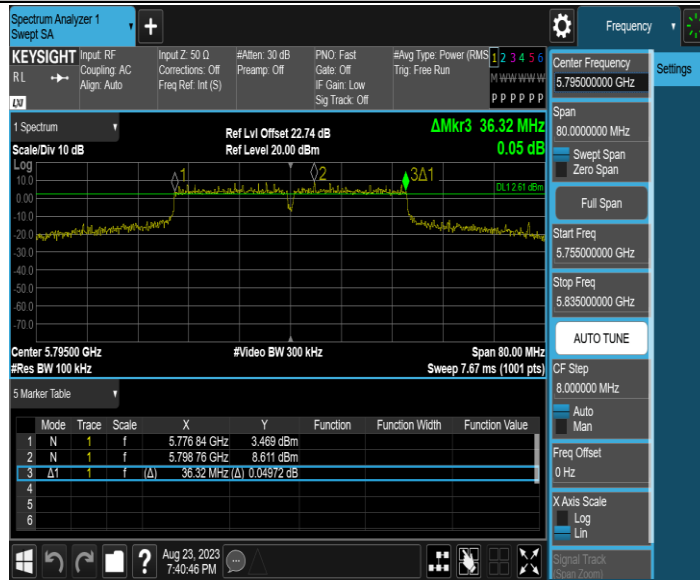 Spectrum Analyzer 1
Swept SA
+
Frequency
KEYSIGHT
RL
LXI
Input: RF
Coupling: AC
Align: Auto
Input Z: 50 Ω
Corrections: Off
Freq Ref: Int (S)
#Atten: 30 dB
Preamp: Off
PNO: Fast
Gate: Off
IF Gain: Low
Sig Track: Off
#Avg Type: Power (RMS
Trig: Free Run
1 2 3 4 5 6
M W W W W W
P P P P P P
Center Frequency
5.795000000 GHz
Settings
Span
80.0000000 MHz
Swept Span
Zero Span
Full Span
Start Freq
5.755000000 GHz
Stop Freq
5.835000000 GHz
AUTO TUNE
CF Step
8.000000 MHz
Auto
Man
Freq Offset
0 Hz
X Axis Scale
Log
Lin
Signal Track
(Span Zoom)
1 Spectrum
Scale/Div 10 dB
Ref Lvl Offset 22.74 dB
Ref Level 20.00 dBm
ΔMkr3 36.32 MHz
0.05 dB
Log
10.0
0.00
-10.0
-20.0
-30.0
-40.0
-50.0
-60.0
-70.0
1
2
3Δ1
DL1 2.61 dBm
Center 5.79500 GHz
#Video BW 300 kHz
Span 80.00 MHz
#Res BW 100 kHz
Sweep 7.67 ms (1001 pts)
5 Marker Table
Mode Trace Scale X Y Function Function Width Function Value
1 N 1 f 5.776 84 GHz 3.469 dBm
2 N 1 f 5.798 76 GHz 8.611 dBm
3 Δ1 1 f (Δ) 36.32 MHz (Δ) 0.04972 dB
4
5
6
?
Aug 23, 2023
7:40:46 PM